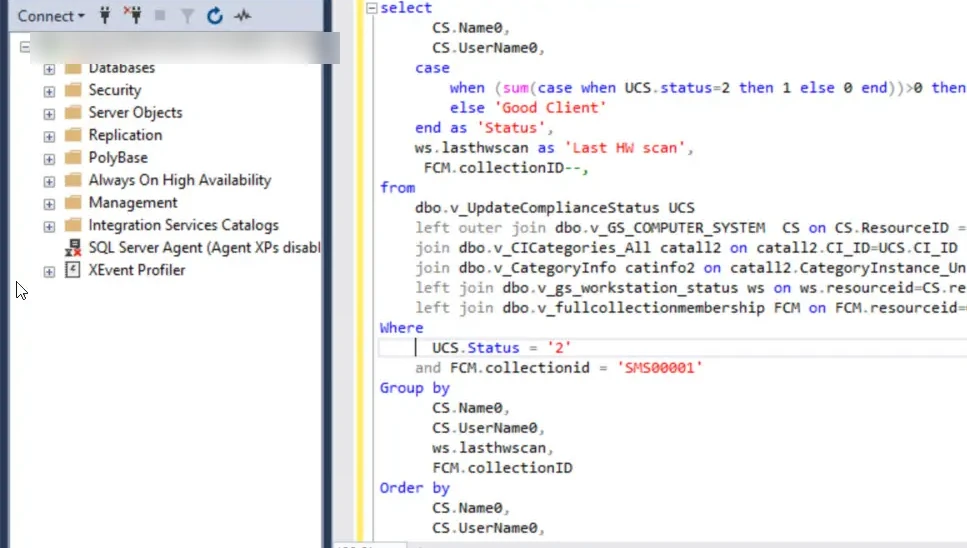 Connect
Databases
Security
Server Objects
Replication
PolyBase
Always On High Availability
Management
Integration Services Catalogs
SQL Server Agent (Agent XPs disabl
XEvent Profiler
select
CS.Name0,
CS.UserName0,
case
when (sum(case when UCS.status=2 then 1 else 0 end))>0 then
else 'Good Client'
end as 'Status',
ws.lasthwscan as 'Last HW scan',
FCM.collectionID--,
from
dbo.v_UpdateComplianceStatus UCS
left outer join dbo.v_GS_COMPUTER_SYSTEM  CS on CS.ResourceID =
join dbo.v_CICategories_All catall2 on catall2.CI_ID=UCS.CI_ID
join dbo.v_CategoryInfo catinfo2 on catall2.CategoryInstance_Un
left join dbo.v_gs_workstation_status ws on ws.resourceid=CS.re
left join dbo.v_fullcollectionmembership FCM on FCM.resourceid=
Where
UCS.Status = '2'
and FCM.collectionid = 'SMS00001'
Group by
CS.Name0,
CS.UserName0,
ws.lasthwscan,
FCM.collectionID
Order by
CS.Name0,
CS.UserName0,